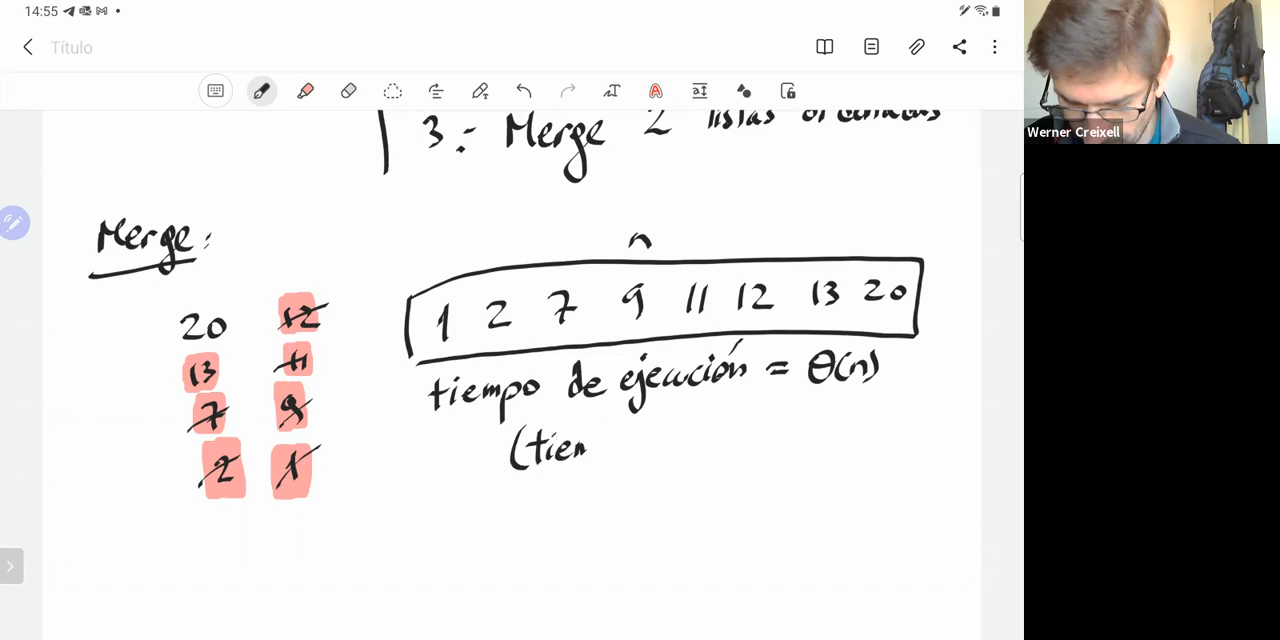 14:55
Título
Werner Creixell
3.- Merge 2 listas ordenadas
Merge:
n
1 2 7 9 11 12 13 20
20 12
13 11
7 9
2 1
tiempo de ejecución = θ(n)
(tien